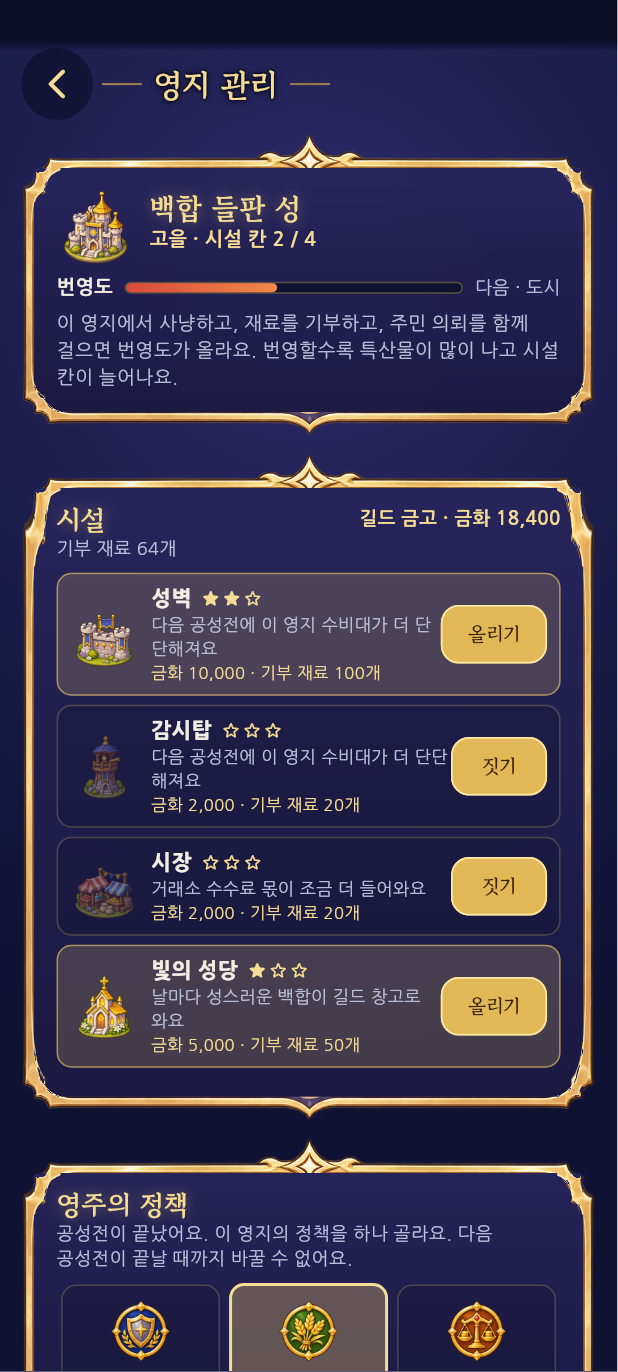 영지 관리
백합 들판 성
고을 · 시설 칸 2 / 4
번영도 다음 · 도시
이 영지에서 사냥하고, 재료를 기부하고, 주민 의뢰를 함께
걸으면 번영도가 올라요. 번영할수록 특산물이 많이 나고 시설
칸이 늘어나요.
시설 길드 금고 · 금화 18,400
기부 재료 64개
성벽 ★★☆
다음 공성전에 이 영지 수비대가 더 단
단해져요
금화 10,000 · 기부 재료 100개
올리기
감시탑 ☆☆☆
다음 공성전에 이 영지 수비대가 더 단단
해져요
금화 2,000 · 기부 재료 20개
짓기
시장 ☆☆☆
거래소 수수료 몫이 조금 더 들어와요
금화 2,000 · 기부 재료 20개
짓기
빛의 성당 ★☆☆
날마다 성스러운 백합이 길드 창고로
와요
금화 5,000 · 기부 재료 50개
올리기
영주의 정책
공성전이 끝났어요. 이 영지의 정책을 하나 골라요. 다음
공성전이 끝날 때까지 바꿀 수 없어요.